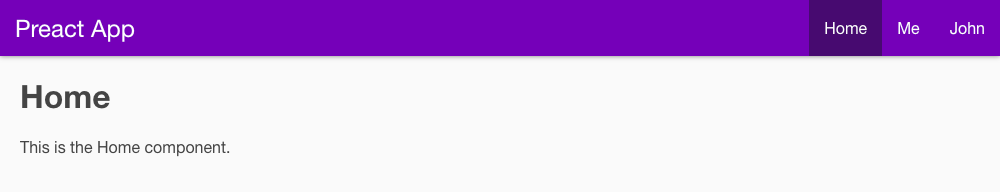 Preact App Home Me John
Home
This is the Home component.